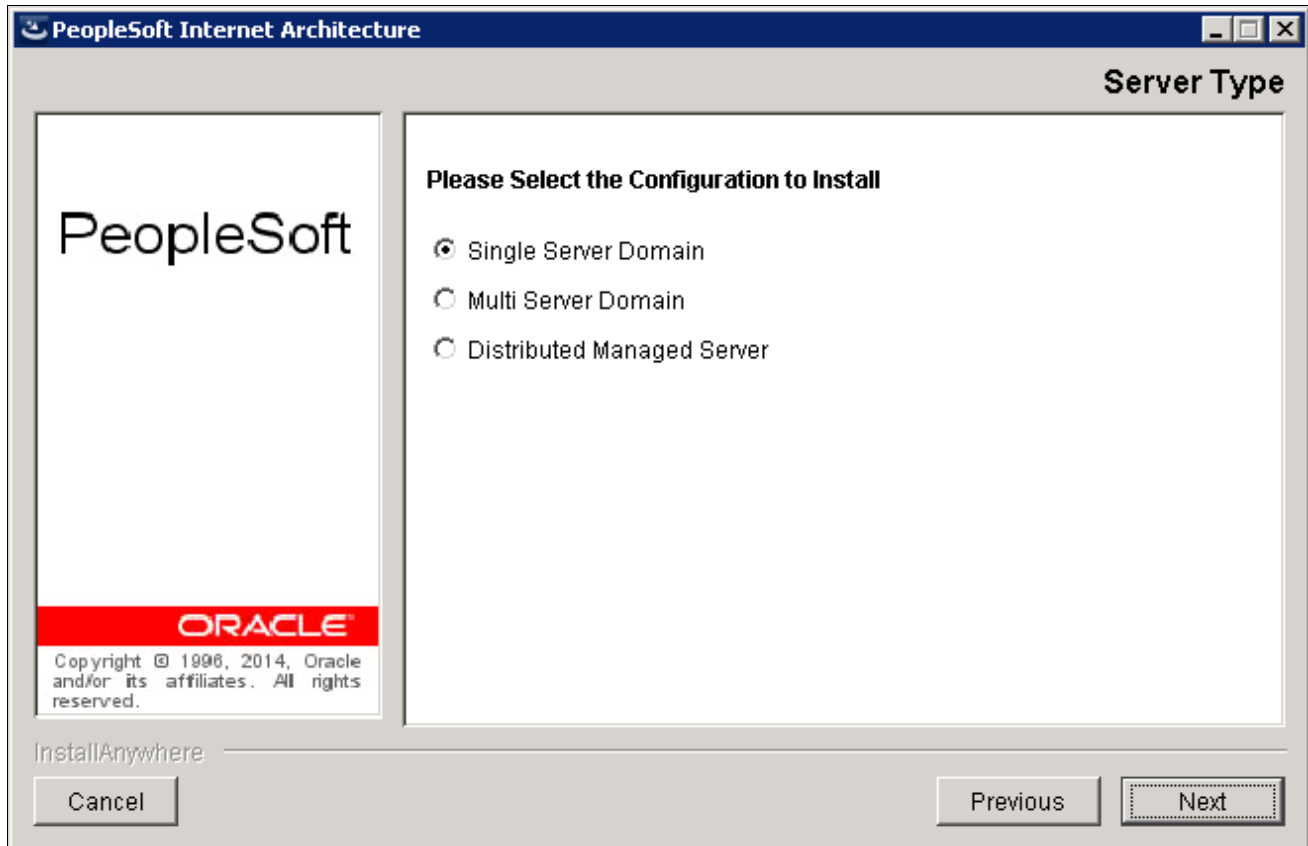 PeopleSoft Internet Architecture
Server Type
PeopleSoft
ORACLE
Copyright © 1996, 2014, Oracle
and/or its affiliates. All rights
reserved.
Please Select the Configuration to Install
Single Server Domain
Multi Server Domain
Distributed Managed Server
InstallAnywhere
Cancel
Previous
Next